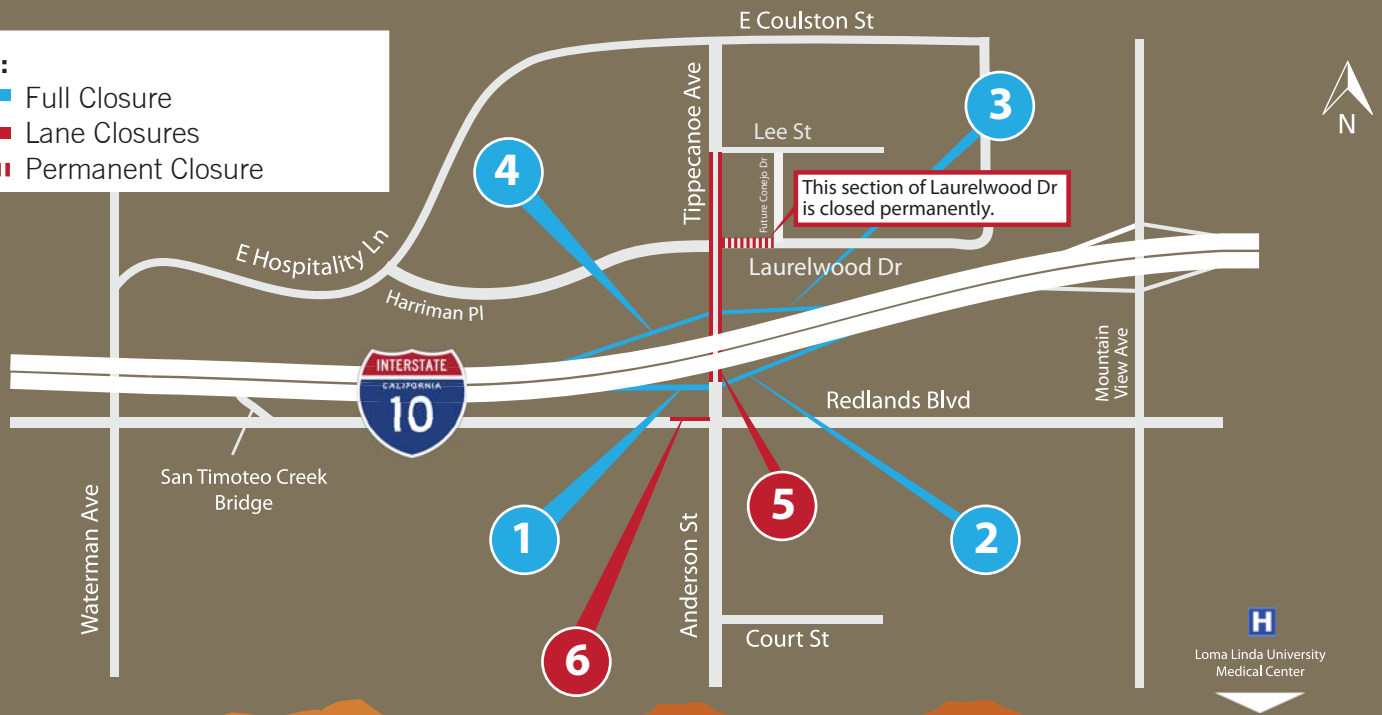 E Coulston St
:
Full Closure
Lane Closures
Permanent Closure
N
3
Tippecanoe Ave
Lee St
4
Future Conejo Dr
This section of Laurelwood Dr
is closed permanently.
E Hospitality Ln
Laurelwood Dr
Harriman Pl
INTERSTATE
CALIFORNIA
10
Mountain
View Ave
Redlands Blvd
San Timoteo Creek
Bridge
Waterman Ave
1
5
2
Anderson St
6
Court St
H
Loma Linda University
Medical Center